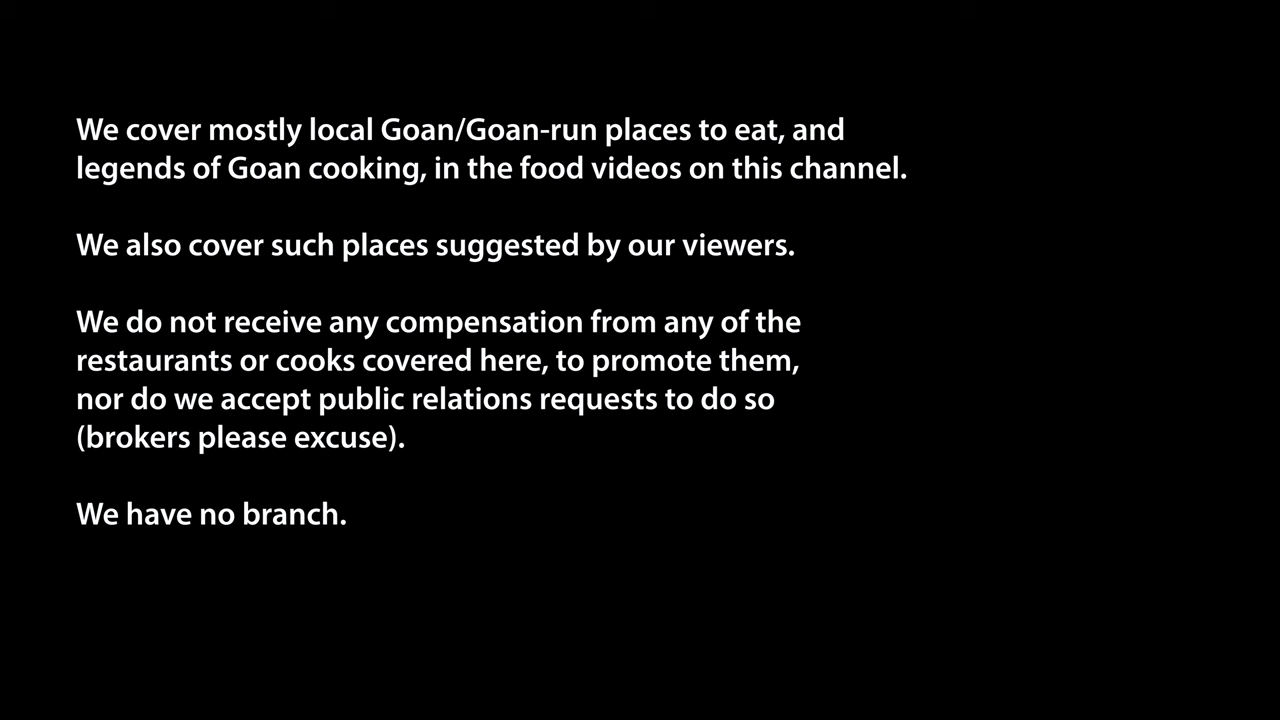 We cover mostly local Goan/Goan-run places to eat, and
legends of Goan cooking, in the food videos on this channel.
We also cover such places suggested by our viewers.
We do not receive any compensation from any of the
restaurants or cooks covered here, to promote them,
nor do we accept public relations requests to do so
(brokers please excuse).
We have no branch.